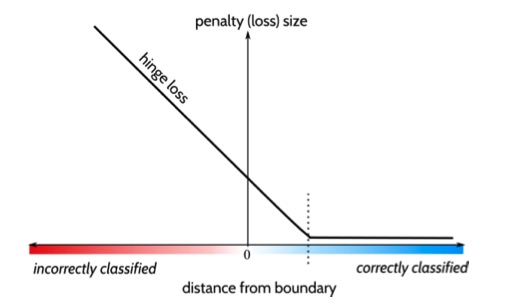 penalty (loss) size
hinge loss
0
incorrectly classified
correctly classified
distance from boundary